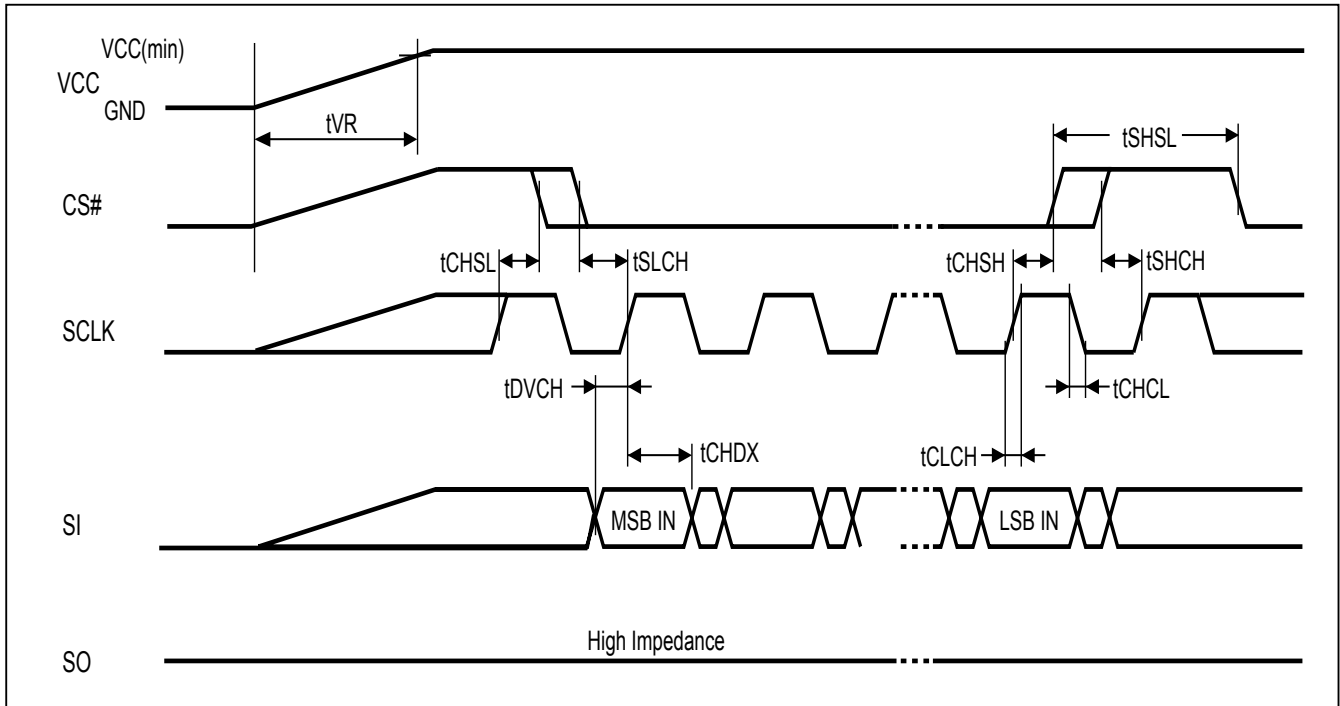 VCC(min)
VCC
GND
tVR
tSHSL
CS#
tCHSL
tSLCH
tCHSH
tSHCH
SCLK
tDVCH
tCHCL
tCHDX
tCLCH
SI
MSB IN
LSB IN
High Impedance
SO